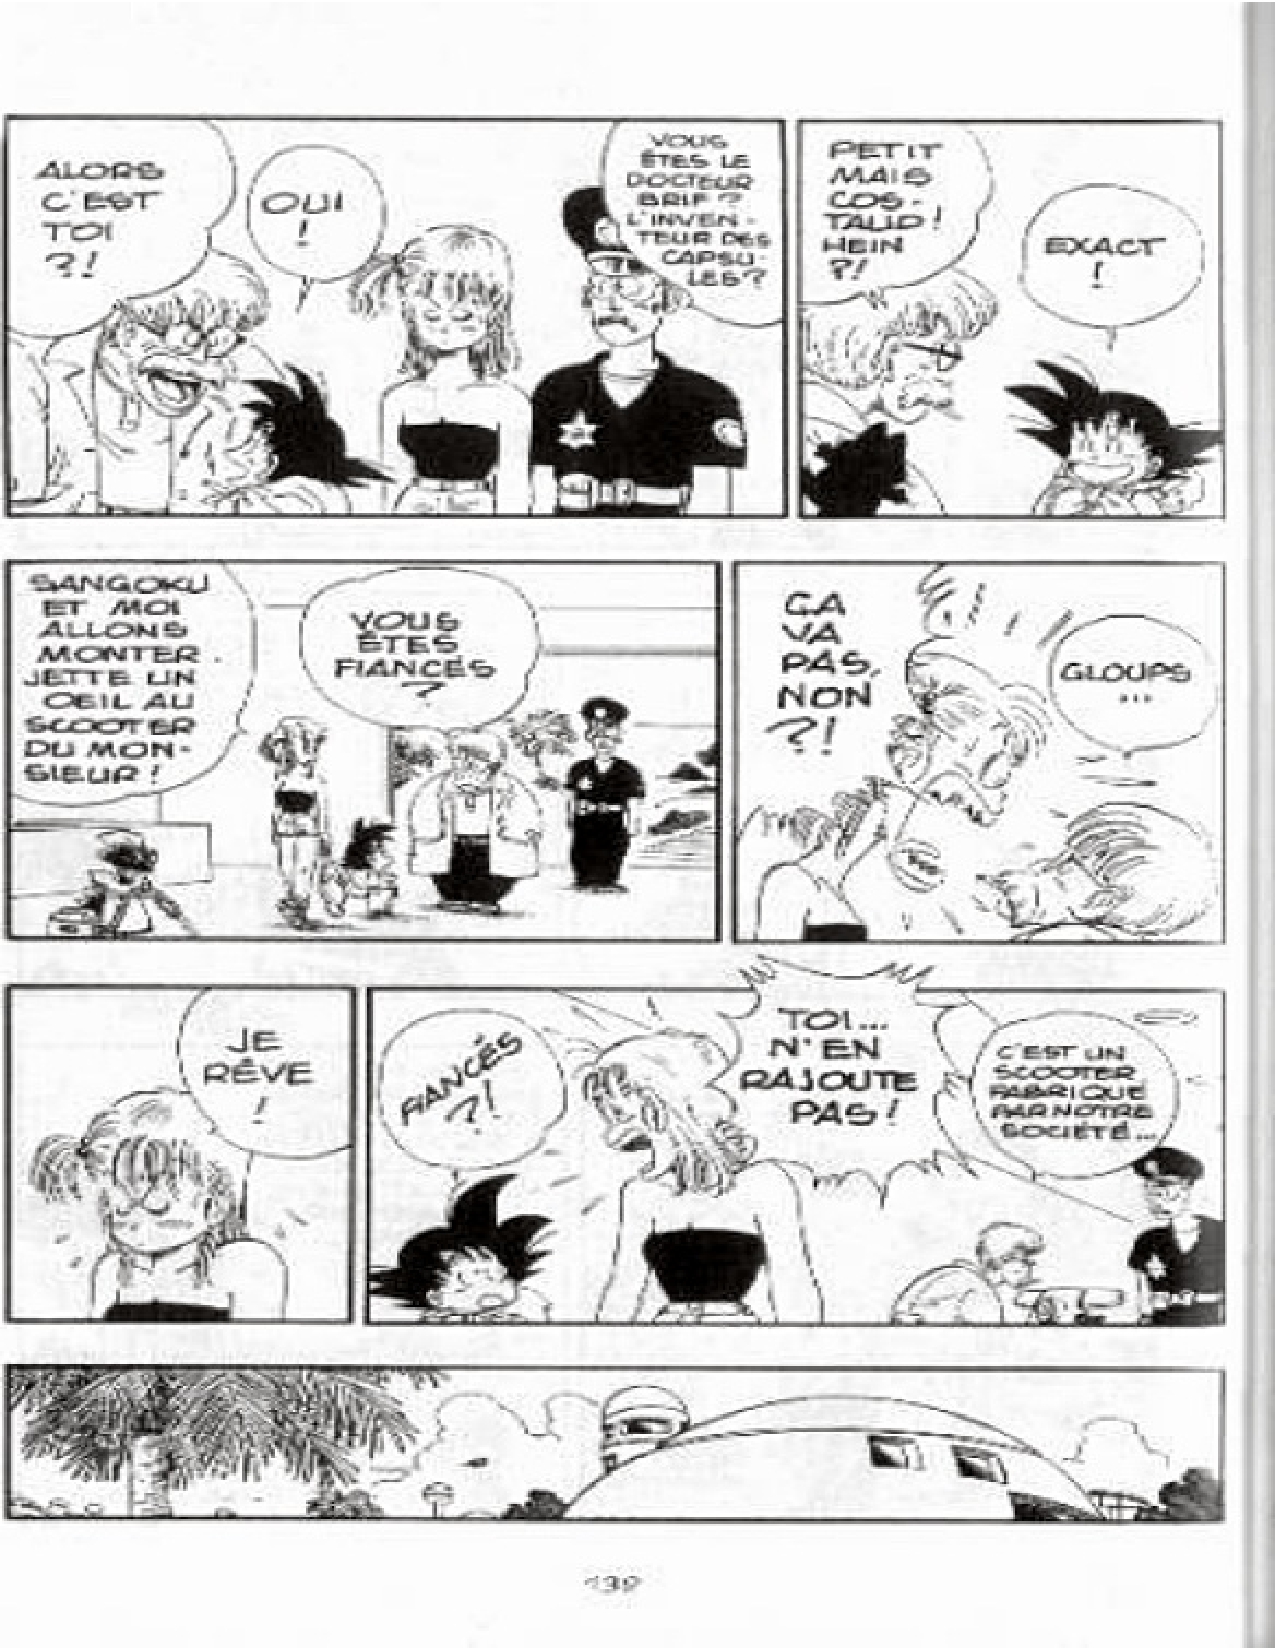 ALORS
C'EST
TOI
?!
OUI
!
VOUS
ÊTES LE
DOCTEUR
BRIF ?
L'INVEN-
TEUR DES
CAPSU-
LES ?
PETIT
MAIS
COS-
TAUD !
HEIN
?!
EXACT
!
SANGOKU
ET MOI
ALLONS
MONTER.
JETTE UN
OEIL AU
SCOOTER
DU MON-
SIEUR !
VOUS
ÊTES
FIANCÉS
?
ÇA
VA
PAS,
NON
?!
GLOUPS
...
JE
RÊVE
!
FIANCÉS
?!
TOI...
N'EN
RAJOUTE
PAS !
C'EST UN
SCOOTER
FABRIQUÉ
PAR NOTRE
SOCIÉTÉ...